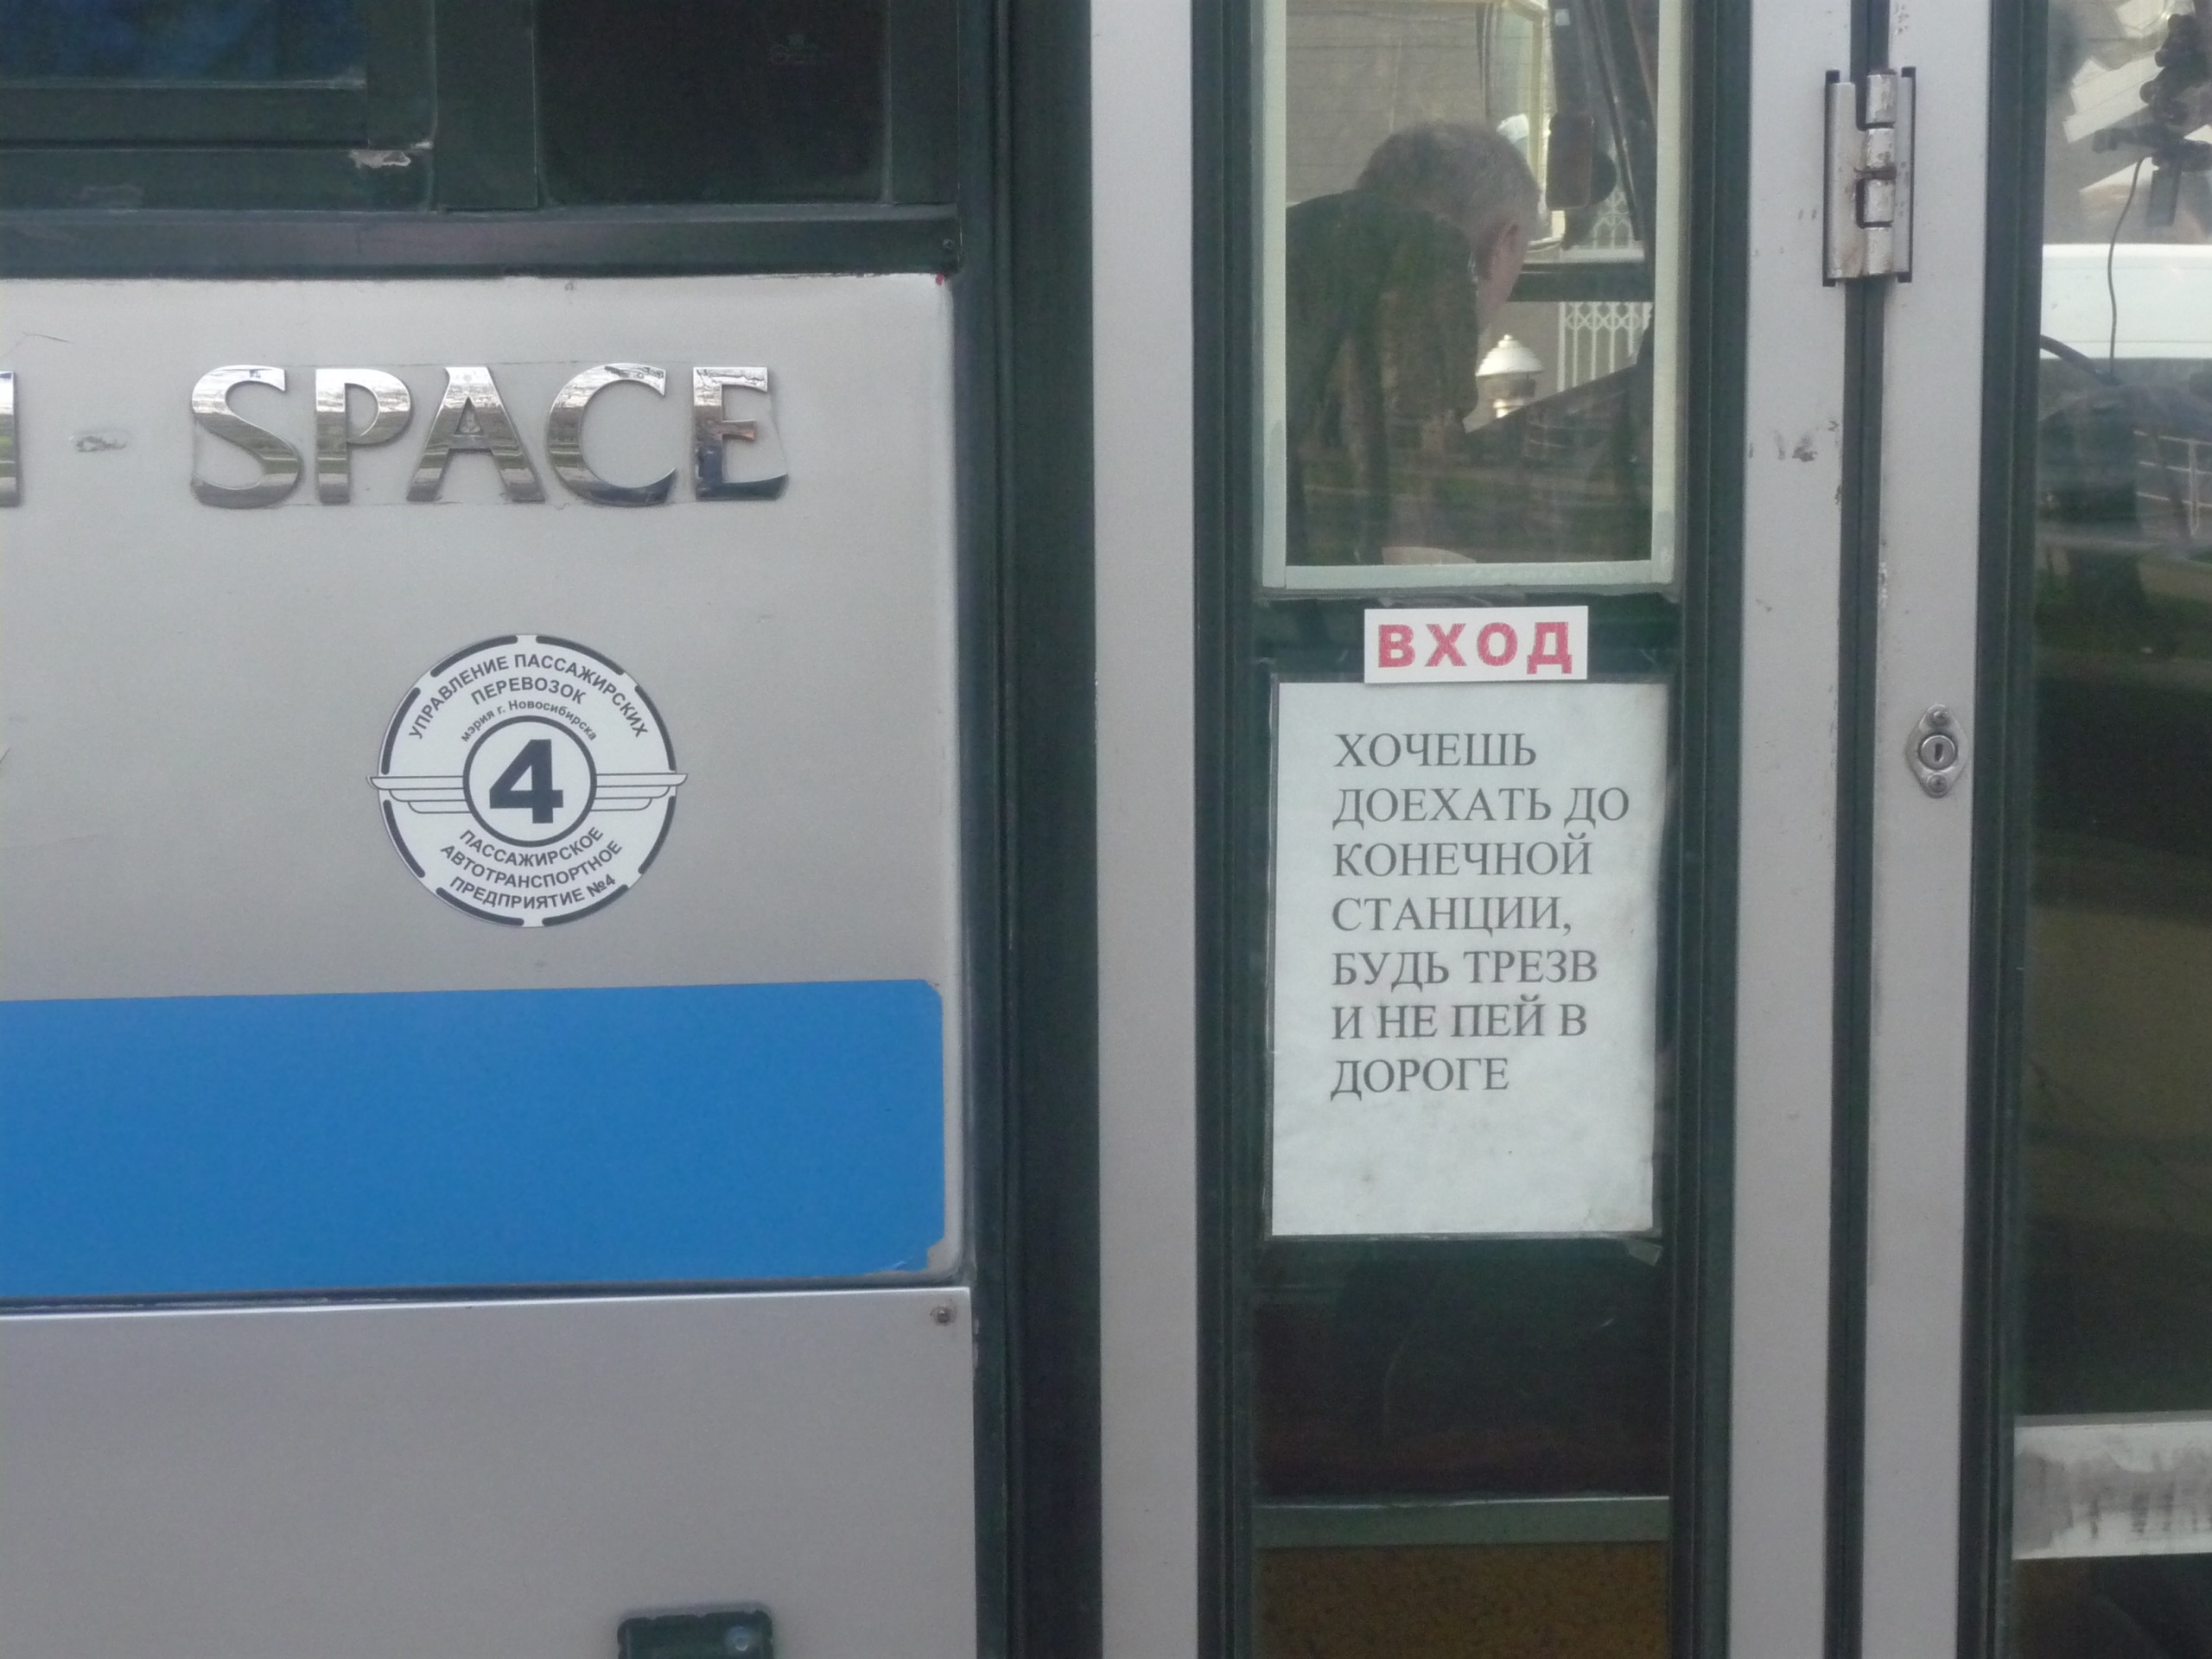 SPACE
УПРАВЛЕНИЕ ПАССАЖИРСКИХ
ПЕРЕВОЗОК
мэрия г. Новосибирска
4
ПАССАЖИРСКОЕ
АВТОТРАНСПОРТНОЕ
ПРЕДПРИЯТИЕ №4
ВХОД
ХОЧЕШЬ
ДОЕХАТЬ ДО
КОНЕЧНОЙ
СТАНЦИИ,
БУДЬ ТРЕЗВ
И НЕ ПЕЙ В
ДОРОГЕ